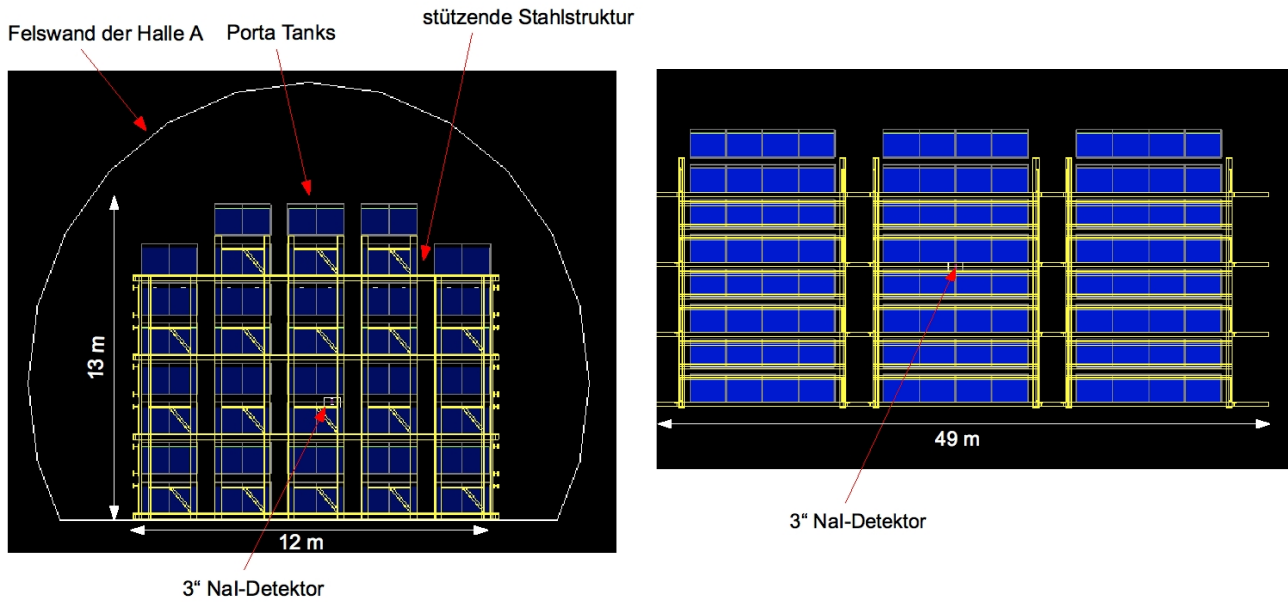 stützende Stahlstruktur
Felswand der Halle A
Porta Tanks
13 m
12 m
3“ NaI-Detektor
49 m
3“ NaI-Detektor